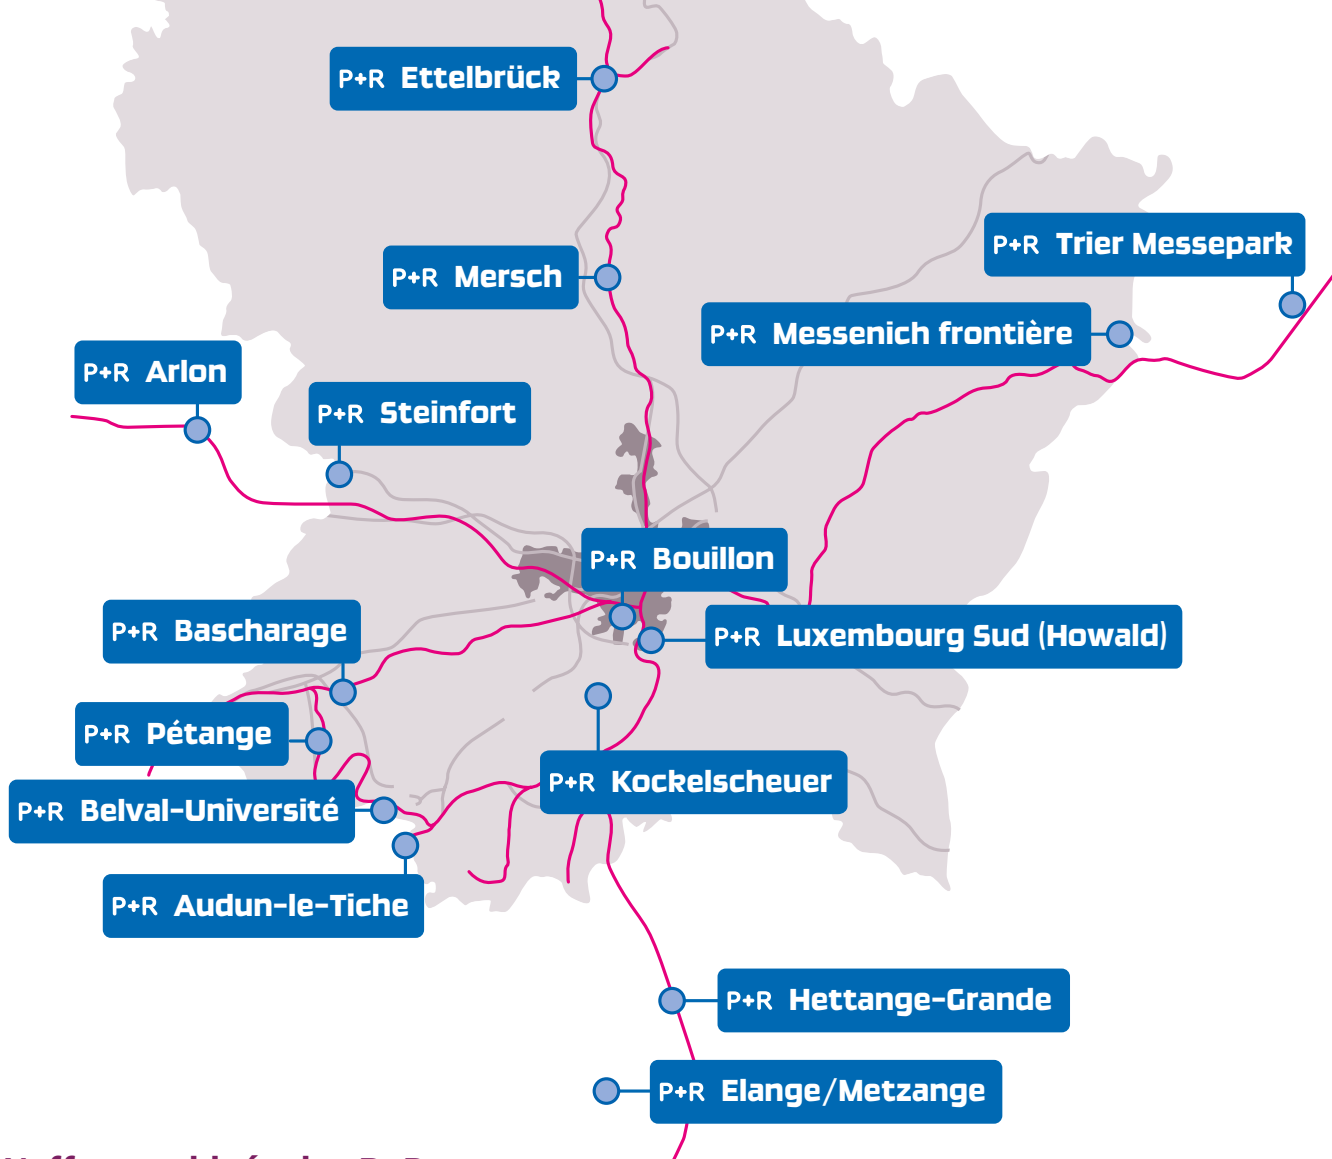 P+R Ettelbrück
P+R Trier Messepark
P+R Mersch
P+R Messenich frontière
P+R Arlon
P+R Steinfort
P+R Bouillon
P+R Bascharage
P+R Luxembourg Sud (Howald)
P+R Pétange
P+R Kockelscheuer
P+R Belval-Université
P+R Audun-le-Tiche
P+R Hettange-Grande
P+R Elange/Metzange